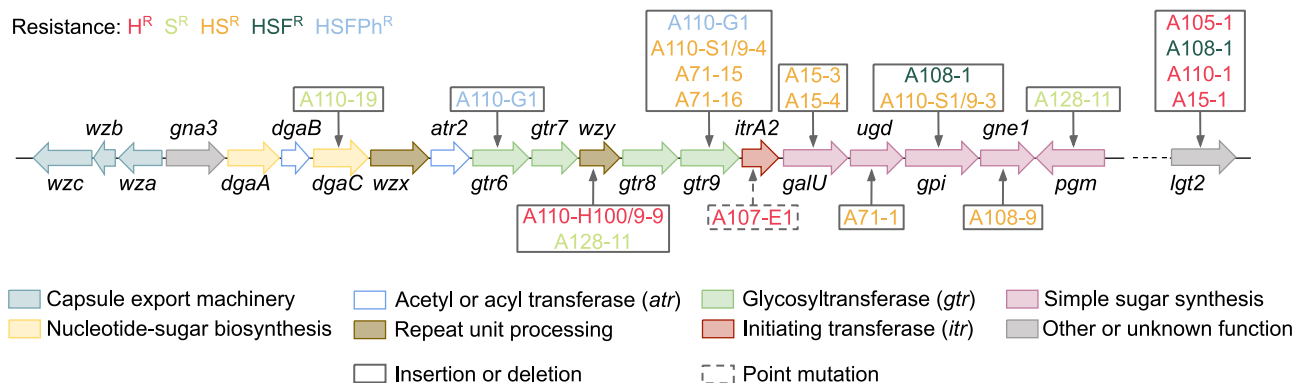 Resistance: H^R S^R HS^R HSF^R HSFPh^R
A110-G1
A110-S1/9-4
A71-15
A71-16
A105-1
A108-1
A110-1
A15-1
A110-19
A110-G1
A15-3
A15-4
A108-1
A110-S1/9-3
A128-11
wzb gna3 dgaB atr2 gtr7 wzy itrA2 ugd gne1
wzc wza dgaA dgaC wzx gtr6 gtr8 gtr9 galU gpi pgm lgt2
A110-H100/9-9
A128-11
A107-E1
A71-1
A108-9
Capsule export machinery
Acetyl or acyl transferase (atr)
Glycosyltransferase (gtr)
Simple sugar synthesis
Nucleotide-sugar biosynthesis
Repeat unit processing
Initiating transferase (itr)
Other or unknown function
Insertion or deletion
Point mutation